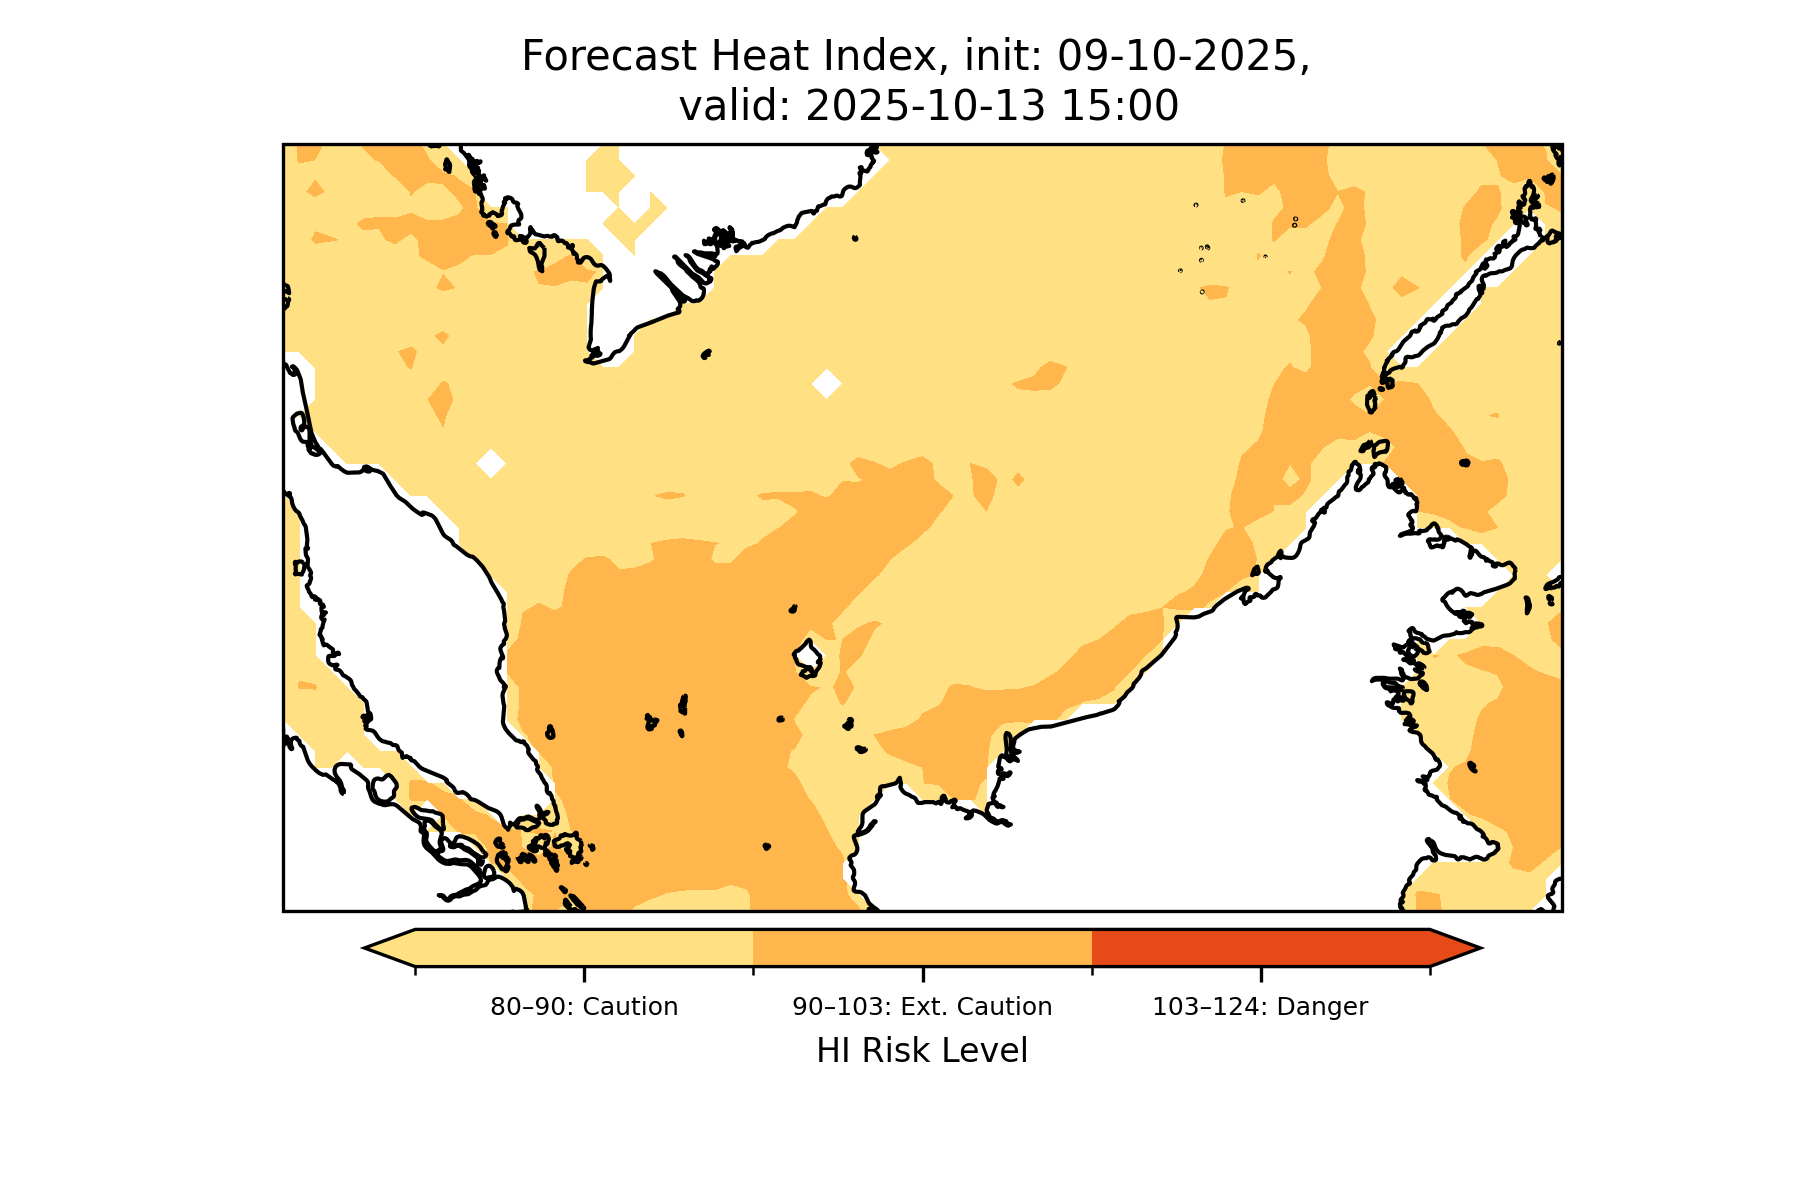 Forecast Heat Index, init: 09-10-2025,
valid: 2025-10-13 15:00
80–90: Caution
90–103: Ext. Caution
103–124: Danger
HI Risk Level